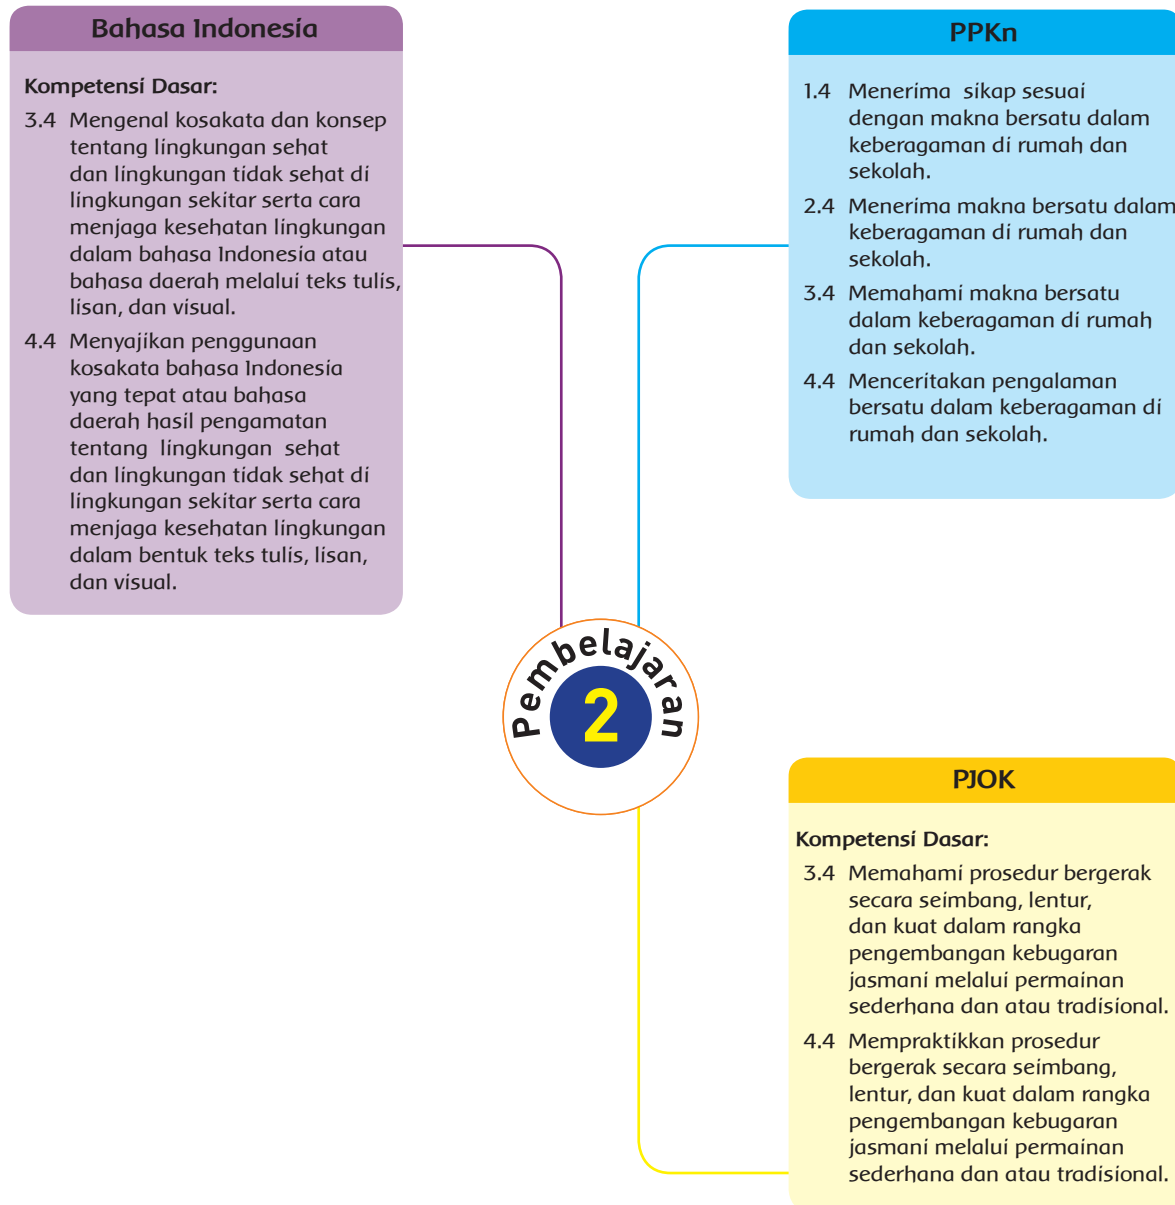 Bahasa Indonesia
Kompetensi Dasar:
3.4 Mengenal kosakata dan konsep
tentang lingkungan sehat
dan lingkungan tidak sehat di
lingkungan sekitar serta cara
menjaga kesehatan lingkungan
dalam bahasa Indonesia atau
bahasa daerah melalui teks tulis,
lisan, dan visual.
4.4 Menyajikan penggunaan
kosakata bahasa Indonesia
yang tepat atau bahasa
daerah hasil pengamatan
tentang lingkungan sehat
dan lingkungan tidak sehat di
lingkungan sekitar serta cara
menjaga kesehatan lingkungan
dalam bentuk teks tulis, lisan,
dan visual.
PPKn
1.4 Menerima sikap sesuai
dengan makna bersatu dalam
keberagaman di rumah dan
sekolah.
2.4 Menerima makna bersatu dalam
keberagaman di rumah dan
sekolah.
3.4 Memahami makna bersatu
dalam keberagaman di rumah
dan sekolah.
4.4 Menceritakan pengalaman
bersatu dalam keberagaman di
rumah dan sekolah.
Pembelajaran
2
PJOK
Kompetensi Dasar:
3.4 Memahami prosedur bergerak
secara seimbang, lentur,
dan kuat dalam rangka
pengembangan kebugaran
jasmani melalui permainan
sederhana dan atau tradisional.
4.4 Mempraktikkan prosedur
bergerak secara seimbang,
lentur, dan kuat dalam rangka
pengembangan kebugaran
jasmani melalui permainan
sederhana dan atau tradisional.